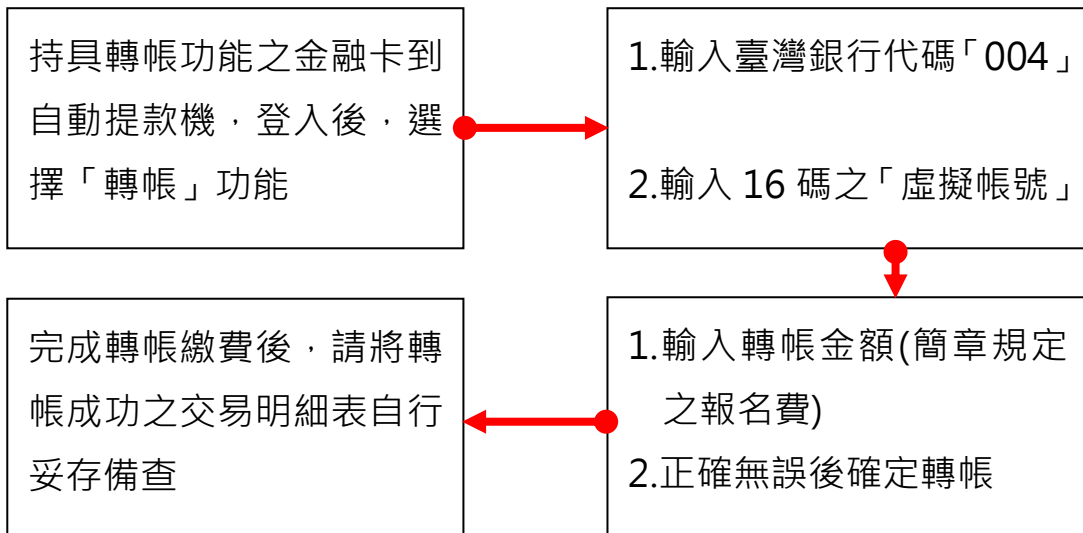 持具轉帳功能之金融卡到
自動提款機，登入後，選
擇「轉帳」功能
1.輸入臺灣銀行代碼「004」
2.輸入 16 碼之「虛擬帳號」
1.輸入轉帳金額(簡章規定
之報名費)
2.正確無誤後確定轉帳
完成轉帳繳費後，請將轉
帳成功之交易明細表自行
妥存備查